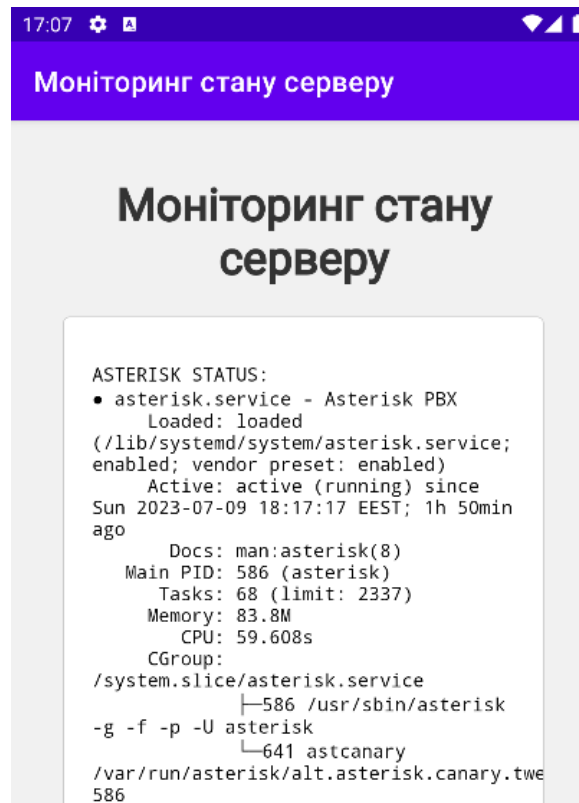 17:07
Моніторинг стану серверу
Моніторинг стану
серверу
ASTERISK STATUS:
● asterisk.service - Asterisk PBX
Loaded: loaded
(/lib/systemd/system/asterisk.service;
enabled; vendor preset: enabled)
Active: active (running) since
Sun 2023-07-09 18:17:17 EEST; 1h 50min
ago
Docs: man:asterisk(8)
Main PID: 586 (asterisk)
Tasks: 68 (limit: 2337)
Memory: 83.8M
CPU: 59.608s
CGroup:
/system.slice/asterisk.service
├─586 /usr/sbin/asterisk
-g -f -p -U asterisk
└─641 astcanary
/var/run/asterisk/alt.asterisk.canary.twe
586